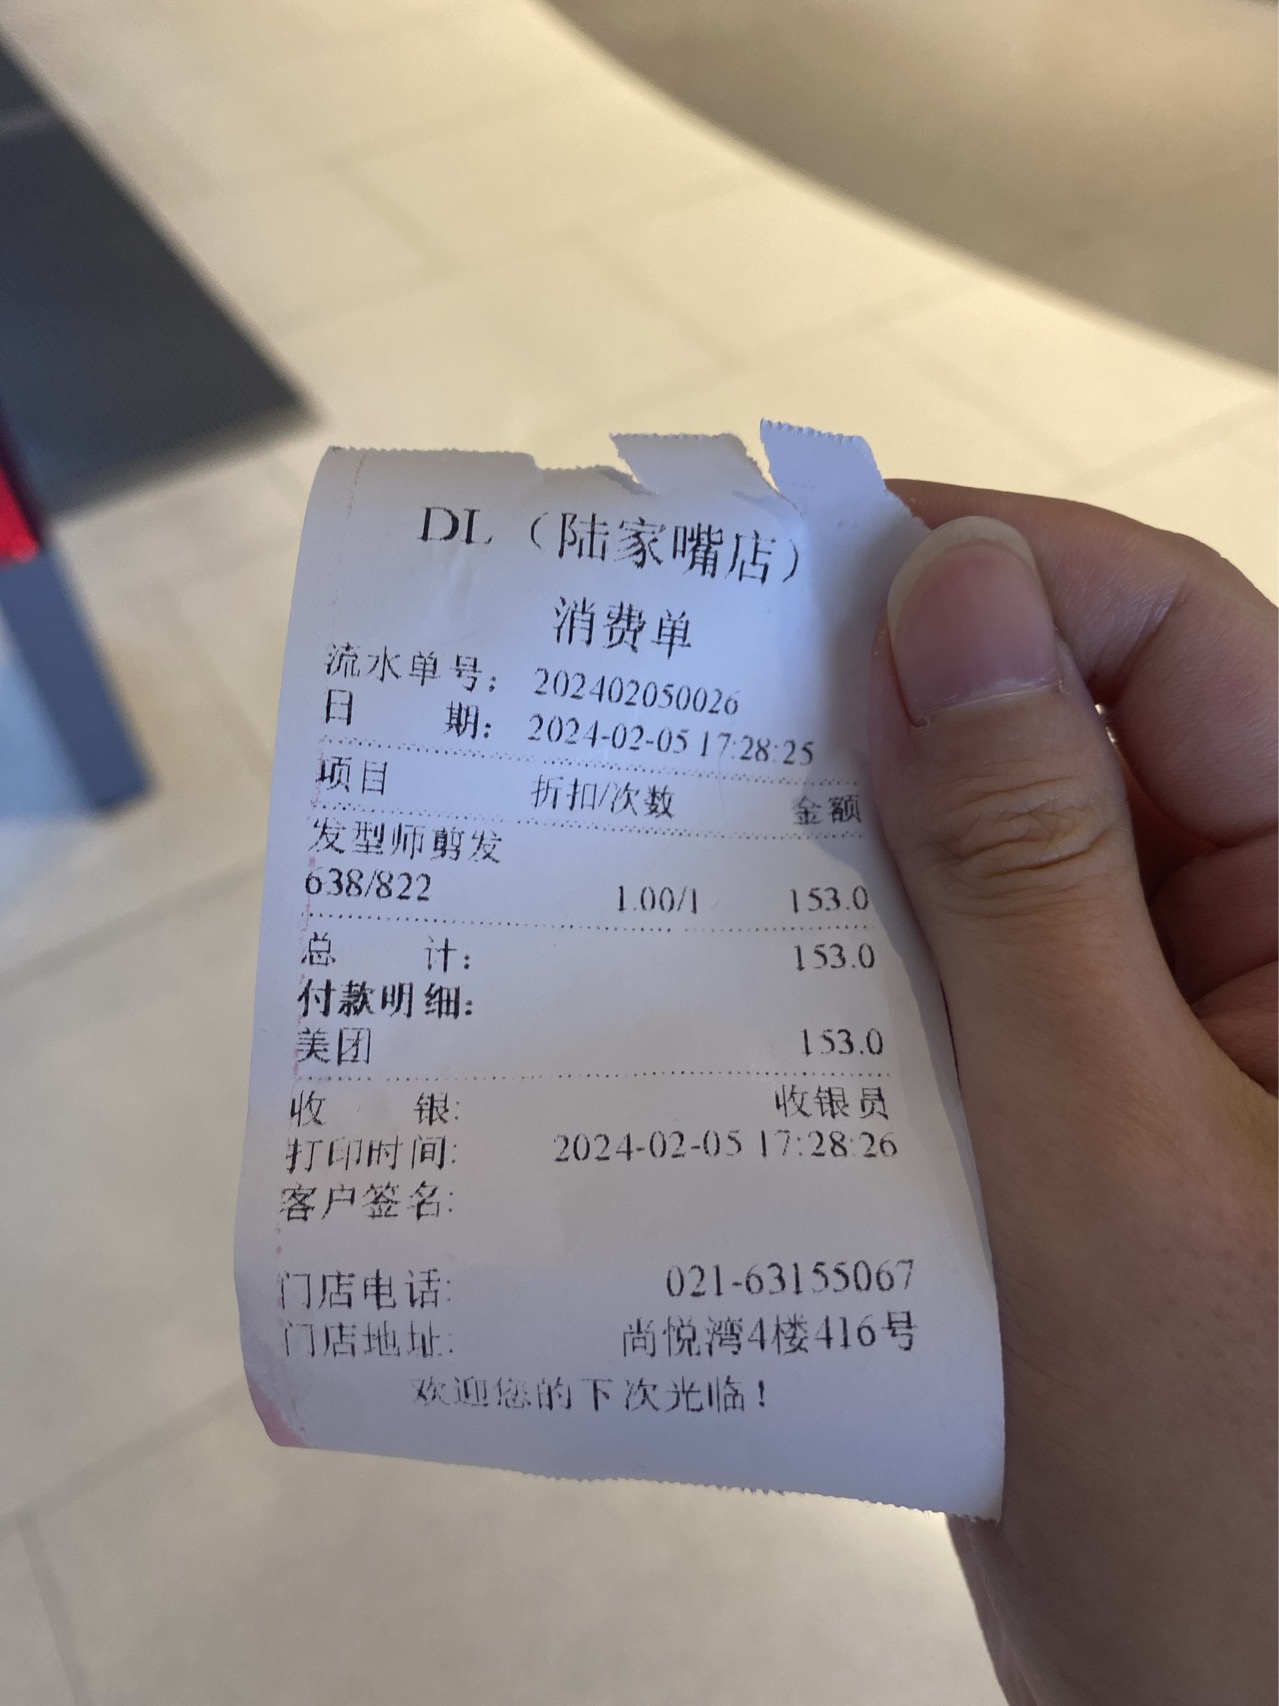 DL（陆家嘴店）
消费单
流水单号： 202402050026
日 期： 2024-02-05 17:28:25
项目 折扣/次数 金额
发型师剪发
638/822 1.00/1 153.0
总 计： 153.0
付款明细：
美团 153.0
收 银: 收银员
打印时间: 2024-02-05 17:28:26
客户签名:
门店电话: 021-63155067
门店地址: 尚悦湾4楼416号
欢迎您的下次光临！